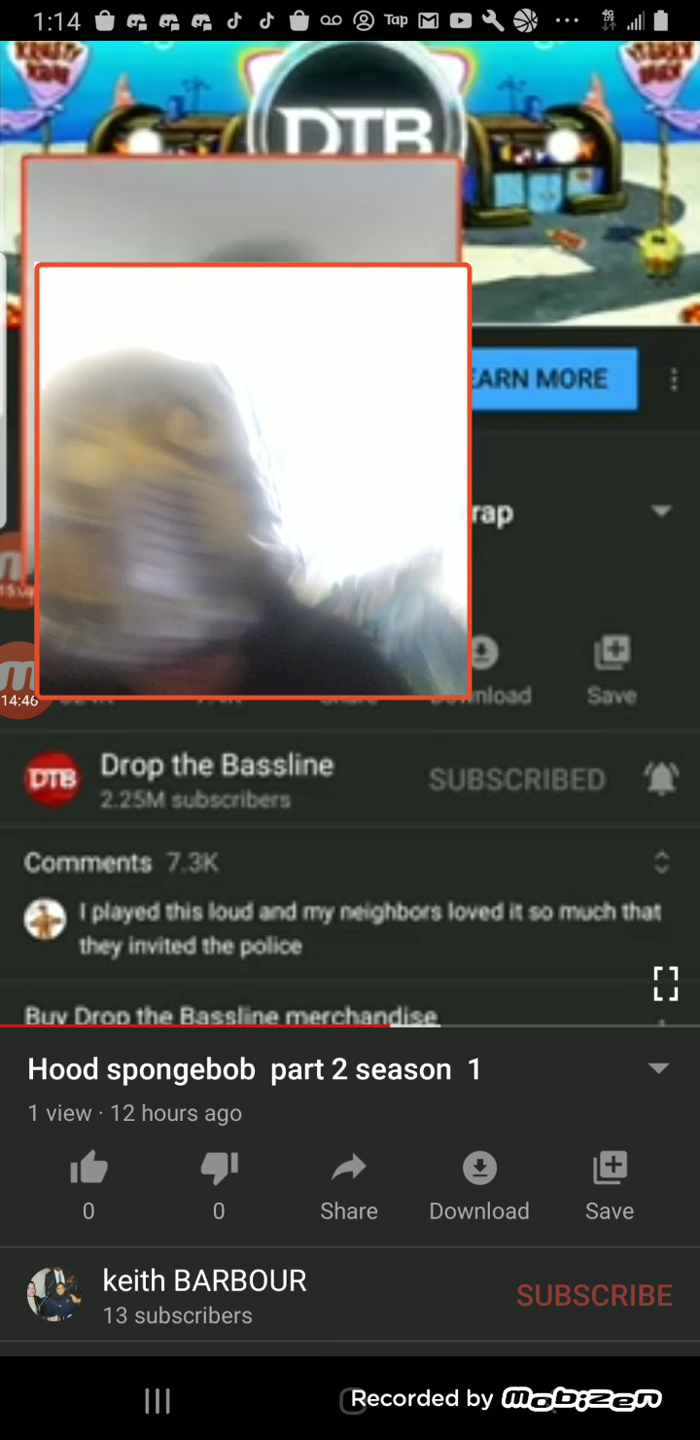 1:14
Tap
DTB
EARN MORE
rap
14:46
Share
Download
Save
DTB
Drop the Bassline
2.25M subscribers
SUBSCRIBED
Comments 7.3K
I played this loud and my neighbors loved it so much that
they invited the police
Buy Drop the Bassline merchandise
Hood spongebob part 2 season 1
1 view · 12 hours ago
0
0
Share
Download
Save
keith BARBOUR
13 subscribers
SUBSCRIBE
Recorded by mobizen